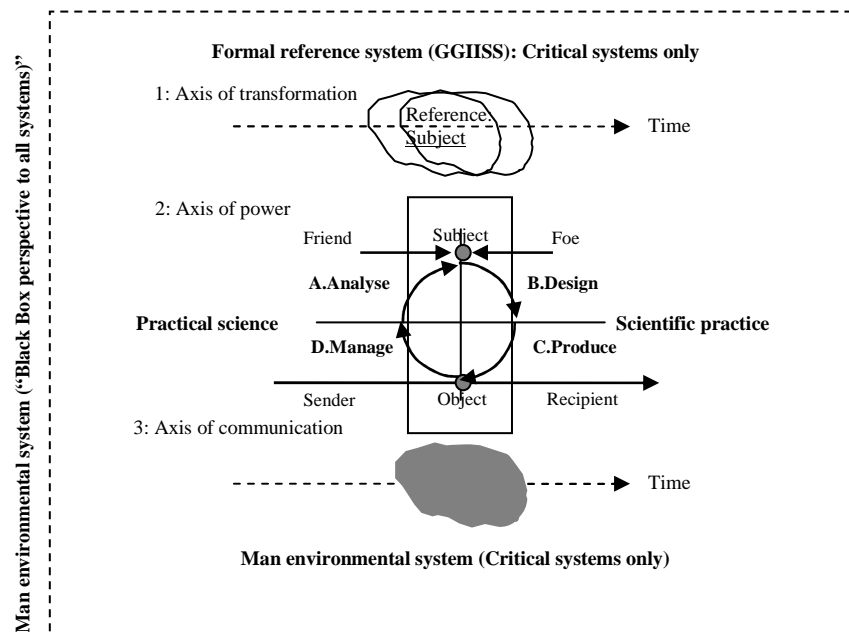 Man environmental system (“Black Box perspective to all systems)”
Formal reference system (GGIISS): Critical systems only
1: Axis of transformation
Reference.
Subject
Time
2: Axis of power
Friend
Subject
Foe
A.Analyse
B.Design
Practical science
Scientific practice
D.Manage
C.Produce
Sender
Object
Recipient
3: Axis of communication
Time
Man environmental system (Critical systems only)